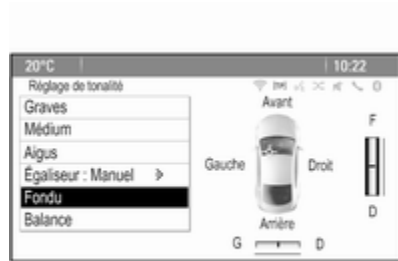 20°C 10:22
Réglage de tonalité
Graves
Médium
Aigus
Égaliseur : Manuel
Fondu
Balance
Avant
Gauche
Droit
Arrière
F
D
G D